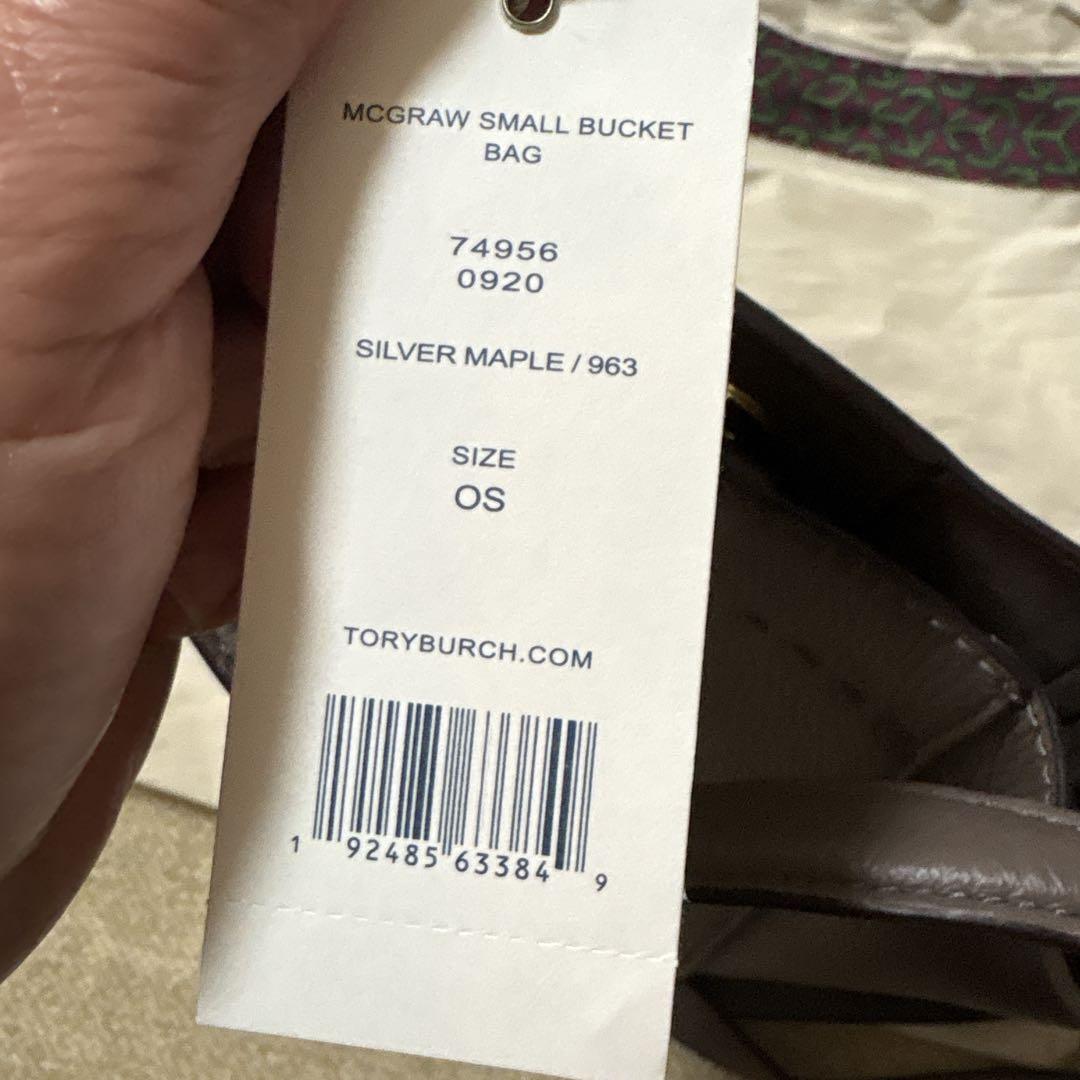 MCGRAW SMALL BUCKET
BAG
74956
0920
SILVER MAPLE / 963
SIZE
OS
TORYBURCH.COM
1 92485 63384 9